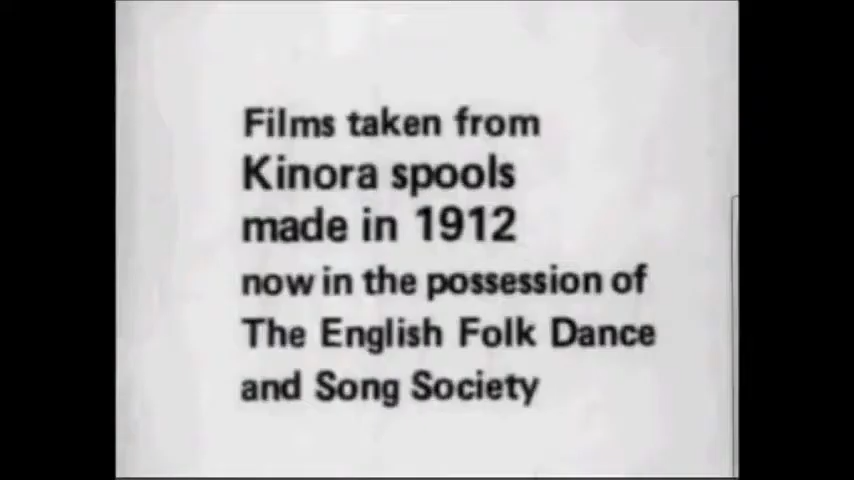 Films taken from
Kinora spools
made in 1912
now in the possession of
The English Folk Dance
and Song Society